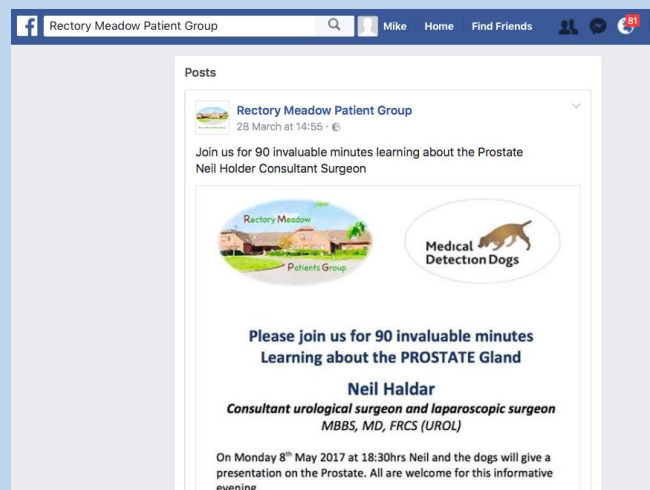 Rectory Meadow Patient Group
Mike
Home
Find Friends
81
Posts
Rectory Meadow Patient Group
28 March at 14:55 ·
Join us for 90 invaluable minutes learning about the Prostate
Neil Holder Consultant Surgeon
Rectory Meadow
Patients Group
Medical
Detection Dogs
Please join us for 90 invaluable minutes
Learning about the PROSTATE Gland
Neil Haldar
Consultant urological surgeon and laparoscopic surgeon
MBBS, MD, FRCS (UROL)
On Monday 8th May 2017 at 18:30hrs Neil and the dogs will give a
presentation on the Prostate. All are welcome for this informative
evening